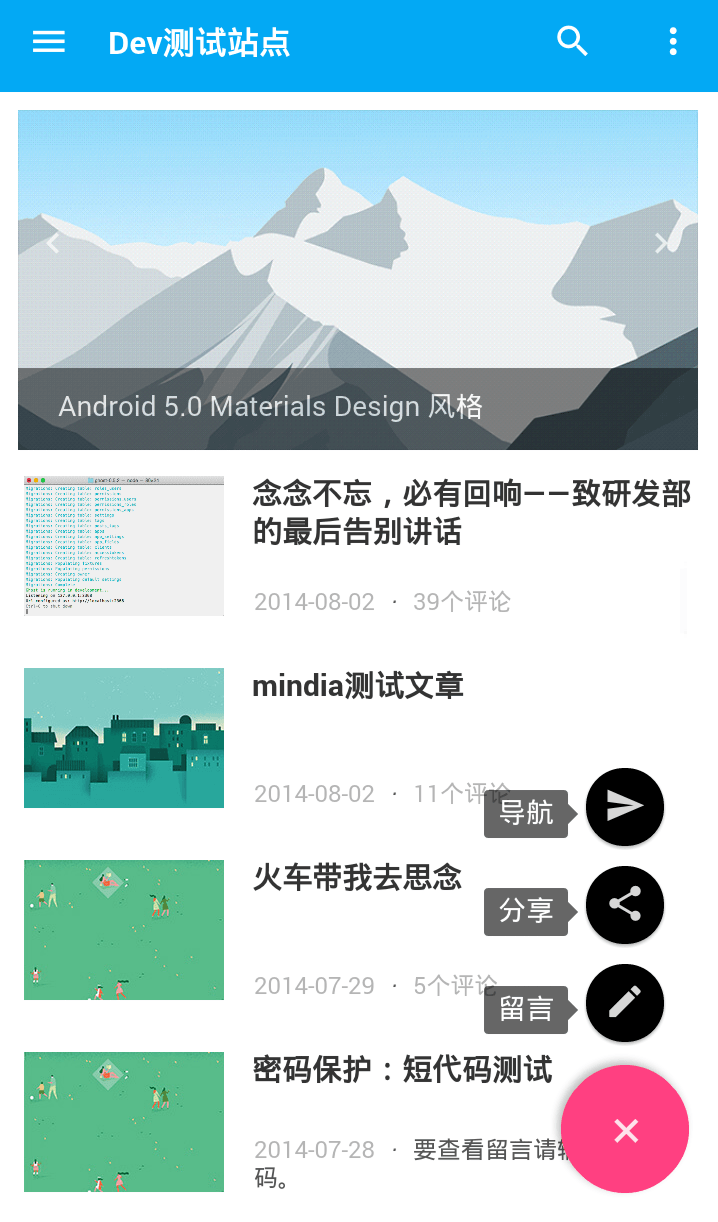 Dev测试站点
Android 5.0 Materials Design 风格
念念不忘，必有回响——致研发部
的最后告别讲话
2014-08-02 · 39个评论
mindia测试文章
2014-08-02 · 11个评论
导航
火车带我去思念
分享
2014-07-29 · 5个评论
留言
密码保护：短代码测试
2014-07-28 · 要查看留言请
码。